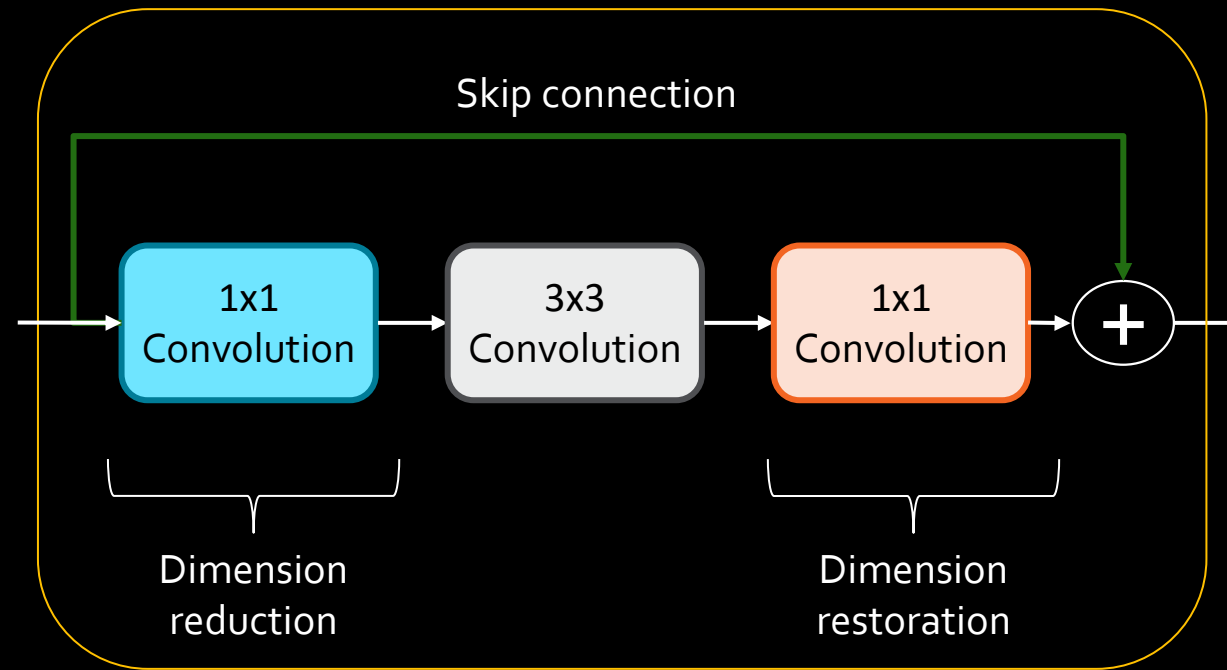 Skip connection
1x1
Convolution
3x3
Convolution
1x1
Convolution
+
Dimension
reduction
Dimension
restoration